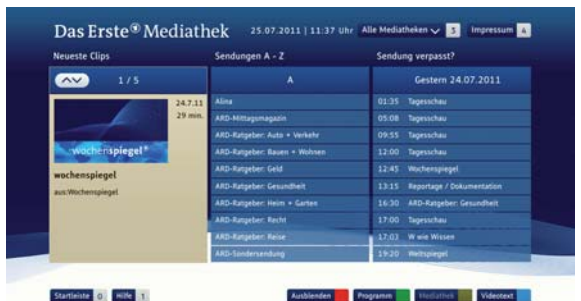 Das Erste® Mediathek 25.07.2011 | 11:37 Uhr Alle Mediatheken 3 Impressum 4
Neueste Clips Sendungen A - Z Sendung verpasst?
1 / 5 A Gestern 24.07.2011
24.7.11
29 min.
wochenspiegel
wochenspiegel
aus:Wochenspiegel
Alina
ARD-Mittagsmagazin
ARD-Ratgeber: Auto + Verkehr
ARD-Ratgeber: Bauen + Wohnen
ARD-Ratgeber: Geld
ARD-Ratgeber: Gesundheit
ARD-Ratgeber: Heim + Garten
ARD-Ratgeber: Recht
ARD-Ratgeber: Reise
ARD-Sondersendung
01:35 Tagesschau
05:08 Tagesschau
09:55 Tagesschau
12:00 Tagesschau
12:45 Wochenspiegel
13:15 Reportage / Dokumentation
16:30 ARD-Ratgeber: Gesundheit
17:00 Tagesschau
17:03 W wie Wissen
19:20 Weltspiegel
Startleiste 0 Hilfe 1 Ausblenden Programm Mediathek Videotext